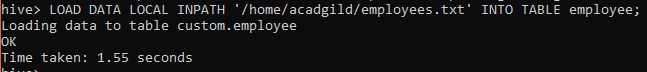 hive> LOAD DATA LOCAL INPATH '/home/acadgild/employees.txt' INTO TABLE employee;
Loading data to table custom.employee
OK
Time taken: 1.55 seconds
hive>